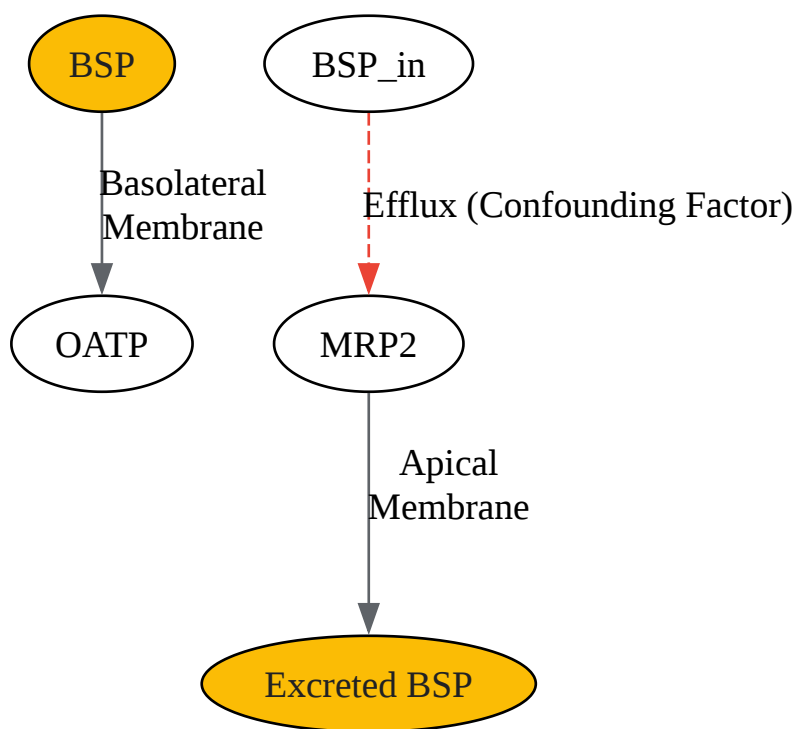 BSP
BSP_in
Basolateral
Membrane
Efflux (Confounding Factor)
OATP
MRP2
Apical
Membrane
Excreted BSP